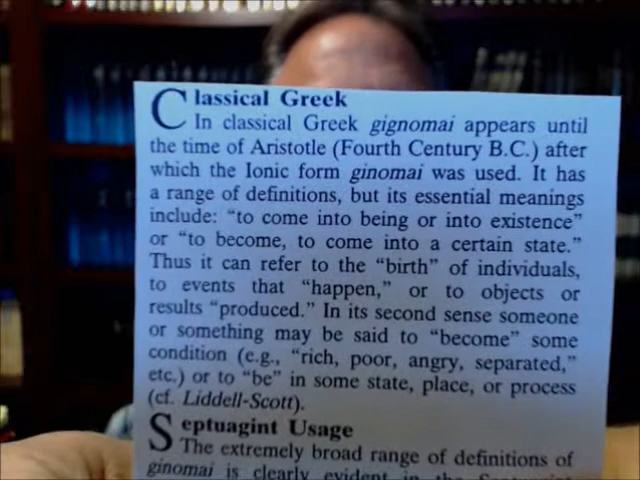 Classical Greek
In classical Greek gignomai appears until
the time of Aristotle (Fourth Century B.C.) after
which the Ionic form ginomai was used. It has
a range of definitions, but its essential meanings
include: “to come into being or into existence”
or “to become, to come into a certain state.”
Thus it can refer to the “birth” of individuals,
to events that “happen,” or to objects or
results “produced.” In its second sense someone
or something may be said to “become” some
condition (e.g., “rich, poor, angry, separated,”
etc.) or to “be” in some state, place, or process
(cf. Liddell-Scott).
Septuagint Usage
The extremely broad range of definitions of
ginomai is clearly evident in the Septuagint